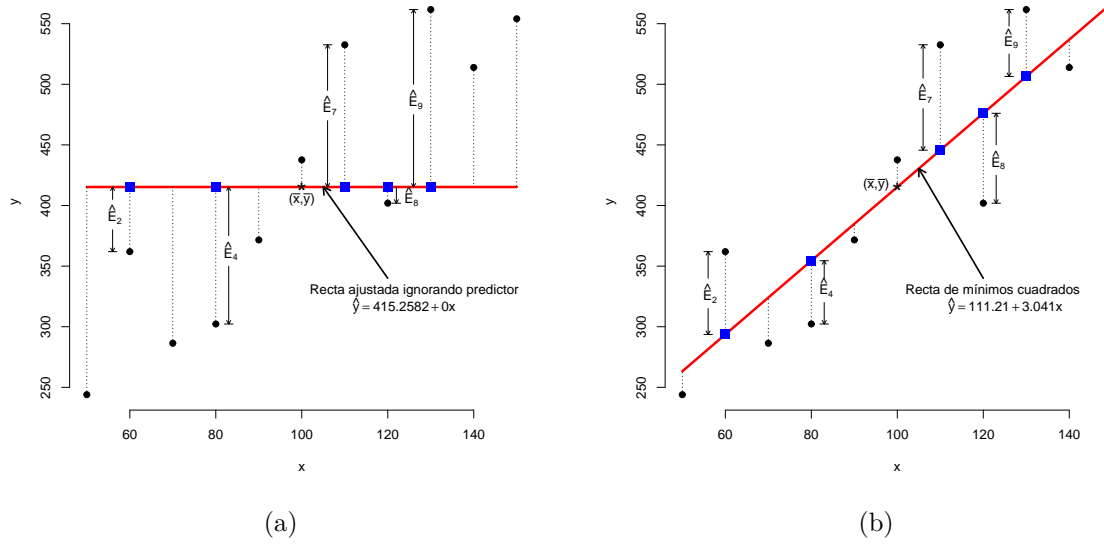 550
500
450
400
350
300
250
y
60
80
100
120
140
x
Ê₂
Ê₄
Ê₇
Ê₉
Ê₈
(x̅,y̅)
Recta ajustada ignorando predictor
ŷ = 415.2582 + 0x
(a)
550
500
450
400
350
300
250
y
60
80
100
120
140
x
Ê₂
Ê₄
Ê₇
Ê₉
Ê₈
(x̅,y̅)
Recta de mínimos cuadrados
ŷ = 111.21 + 3.041x
(b)